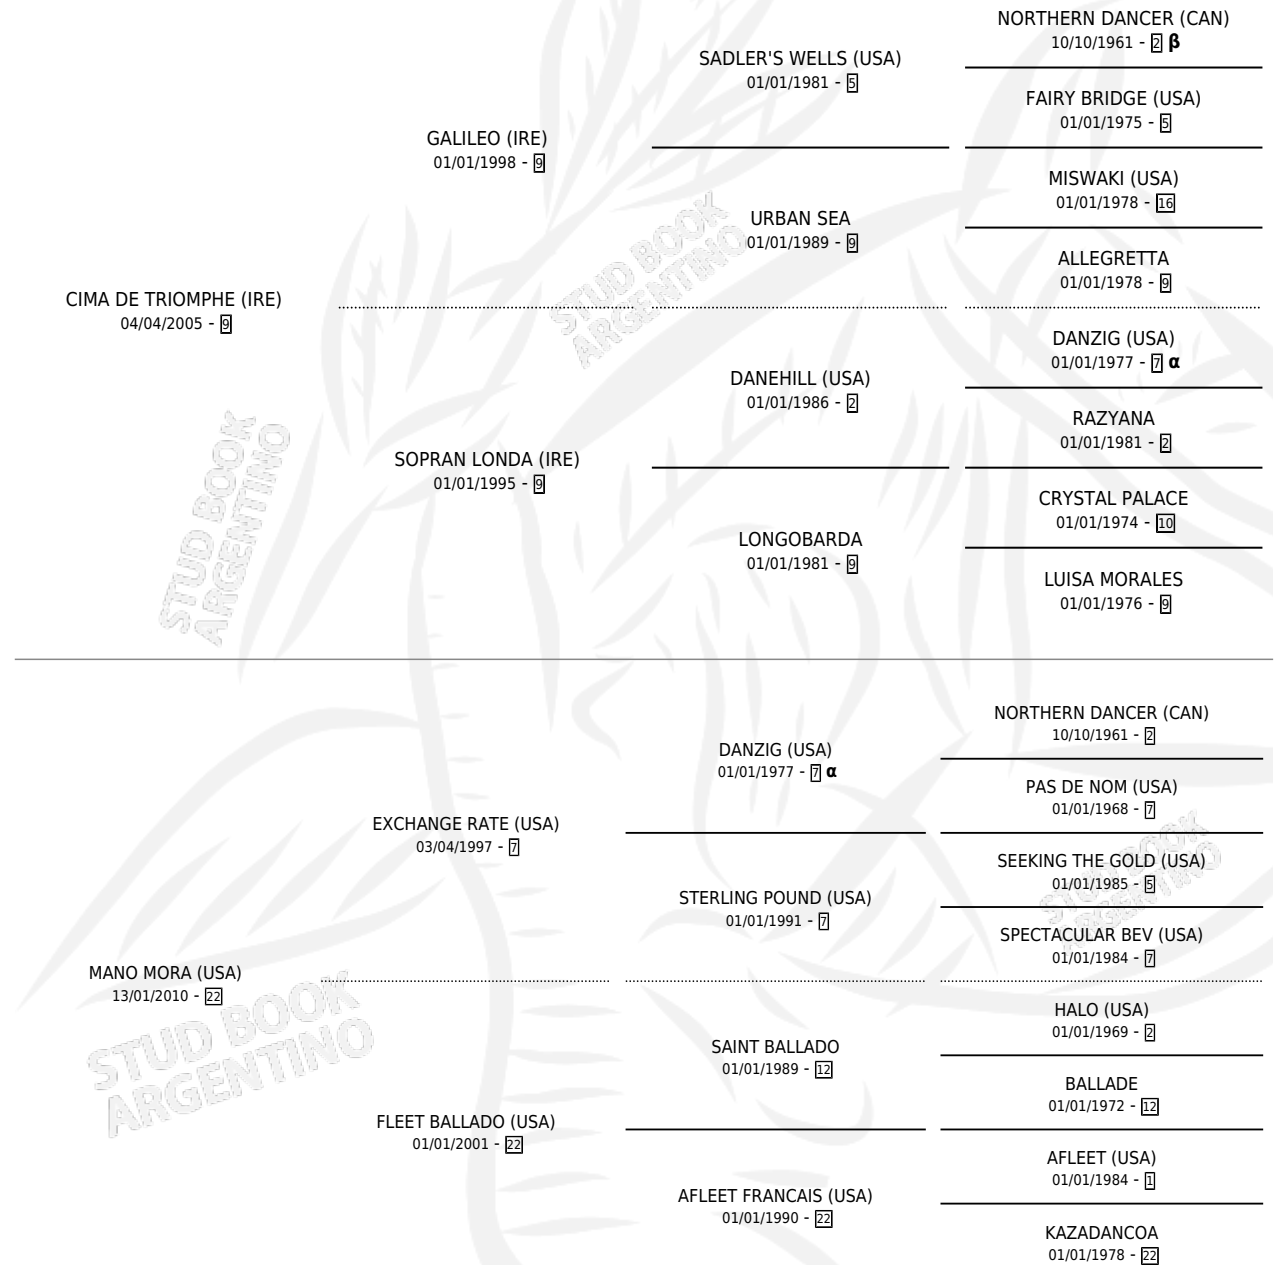 NORTHERN DANCER (CAN)
10/10/1961 - 2 β
SADLER'S WELLS (USA)
01/01/1981 - 5
FAIRY BRIDGE (USA)
01/01/1975 - 5
GALILEO (IRE)
01/01/1998 - 9
MISWAKI (USA)
01/01/1978 - 16
URBAN SEA
01/01/1989 - 9
ALLEGRETTA
01/01/1978 - 9
CIMA DE TRIOMPHE (IRE)
04/04/2005 - 9
DANZIG (USA)
01/01/1977 - 7 α
DANEHILL (USA)
01/01/1986 - 2
RAZYANA
01/01/1981 - 2
SOPRAN LONDA (IRE)
01/01/1995 - 9
CRYSTAL PALACE
01/01/1974 - 10
LONGOBARDA
01/01/1981 - 9
LUISA MORALES
01/01/1976 - 9
NORTHERN DANCER (CAN)
10/10/1961 - 2
DANZIG (USA)
01/01/1977 - 7 α
PAS DE NOM (USA)
01/01/1968 - 7
EXCHANGE RATE (USA)
03/04/1997 - 7
SEEKING THE GOLD (USA)
01/01/1985 - 5
STERLING POUND (USA)
01/01/1991 - 7
SPECTACULAR BEV (USA)
01/01/1984 - 7
MANO MORA (USA)
13/01/2010 - 22
HALO (USA)
01/01/1969 - 2
SAINT BALLADO
01/01/1989 - 12
BALLADE
01/01/1972 - 12
FLEET BALLADO (USA)
01/01/2001 - 22
AFLEET (USA)
01/01/1984 - 1
AFLEET FRANCAIS (USA)
01/01/1990 - 22
KAZADANCOA
01/01/1978 - 22
STUD BOOK
ARGENTINO
STUD BOOK
ARGENTINO
STUD BOOK
ARGENTINO
STUD BOOK
ARGENTINO